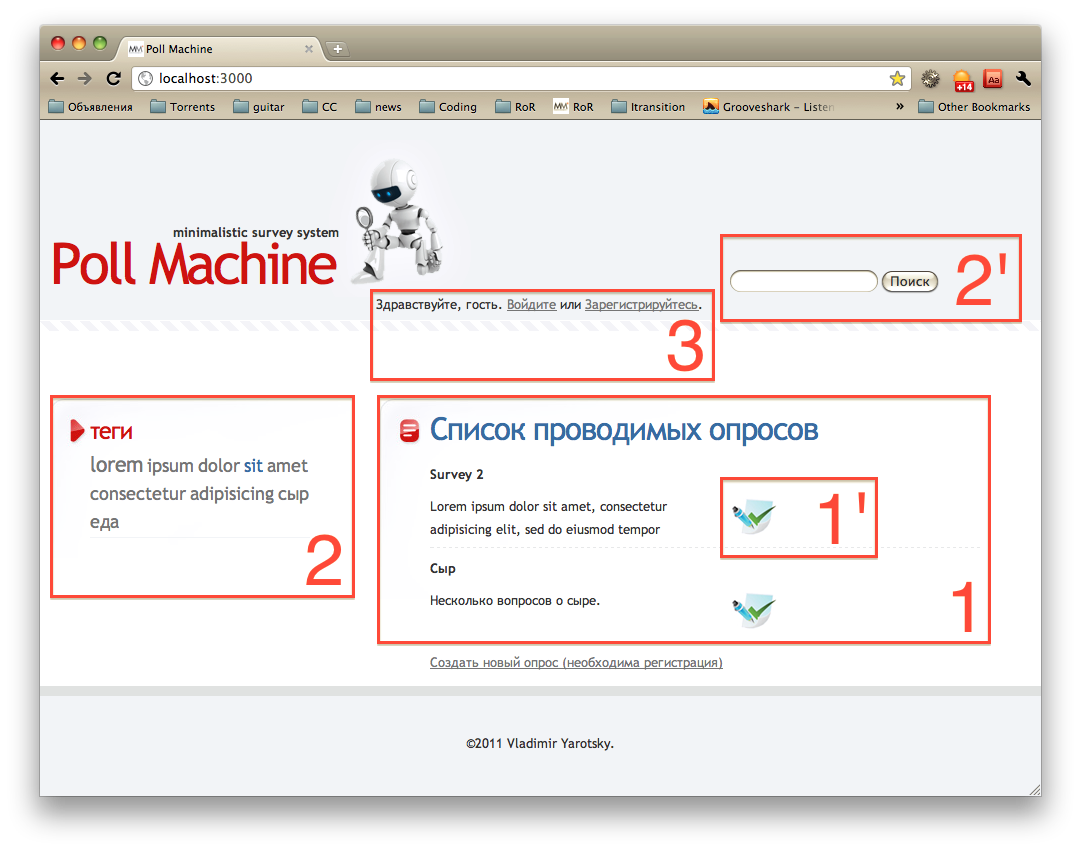 Poll Machine
localhost:3000
+14
Aa
Объявления Torrents guitar CC news Coding RoR RoR Itransition Grooveshark – Listen » Other Bookmarks
minimalistic survey system
Poll Machine
Поиск
2'
Здравствуйте, гость. Войдите или Зарегистрируйтесь.
3
теги
lorem ipsum dolor sit amet
consectetur adipisicing сыр
еда
2
Список проводимых опросов
Survey 2
Lorem ipsum dolor sit amet, consectetur
adipisicing elit, sed do eiusmod tempor
1'
Сыр
Несколько вопросов о сыре.
1
Создать новый опрос (необходима регистрация)
©2011 Vladimir Yarotsky.